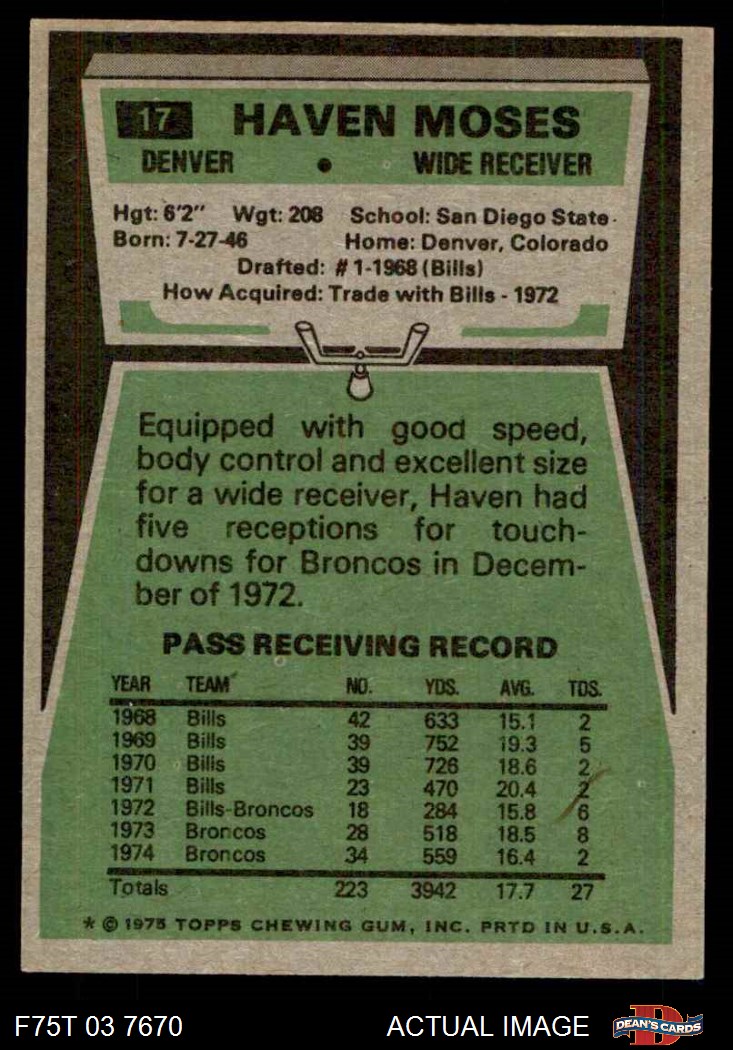 17 HAVEN MOSES
DENVER • WIDE RECEIVER
Hgt: 6'2" Wgt: 208 School: San Diego State
Born: 7-27-46 Home: Denver, Colorado
Drafted: #1-1968 (Bills)
How Acquired: Trade with Bills - 1972
Equipped with good speed,
body control and excellent size
for a wide receiver, Haven had
five receptions for touch-
downs for Broncos in Decem-
ber of 1972.
PASS RECEIVING RECORD
YEAR TEAM NO. YDS. AVG. TDS.
1968 Bills 42 633 15.1 2
1969 Bills 39 752 19.3 5
1970 Bills 39 726 18.6 2
1971 Bills 23 470 20.4 2
1972 Bills-Broncos 18 284 15.8 6
1973 Broncos 28 518 18.5 8
1974 Broncos 34 559 16.4 2
Totals 223 3942 17.7 27
* © 1975 TOPPS CHEWING GUM, INC. PRTD IN U.S.A.
F75T 03 7670 ACTUAL IMAGE D DEAN'S CARDS